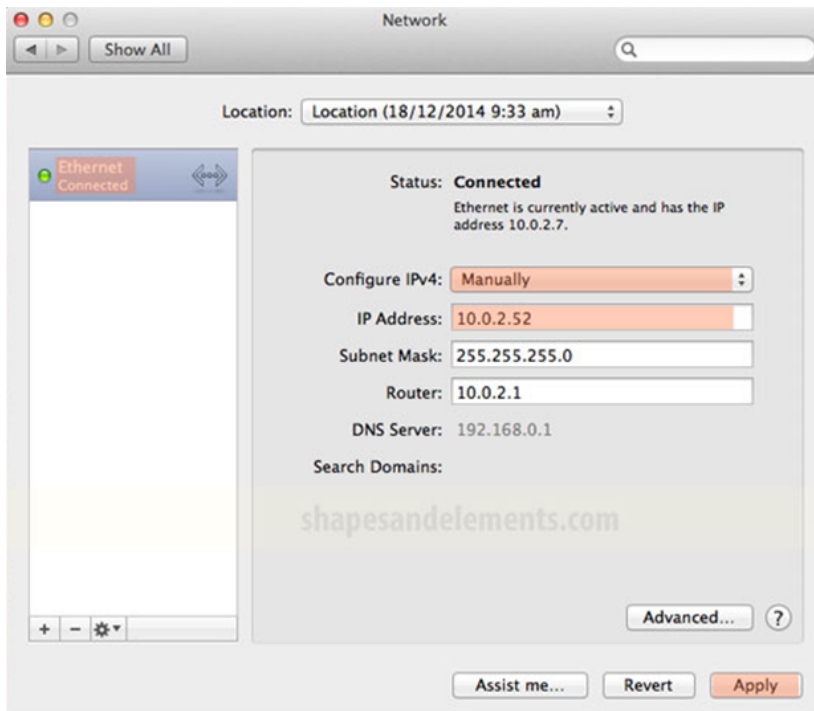 Network
Show All
Location: Location (18/12/2014 9:33 am)
Ethernet
Connected
Status: Connected
Ethernet is currently active and has the IP
address 10.0.2.7.
Configure IPv4: Manually
IP Address: 10.0.2.52
Subnet Mask: 255.255.255.0
Router: 10.0.2.1
DNS Server: 192.168.0.1
Search Domains:
shapesandelements.com
Advanced... ?
+ −
Assist me... Revert Apply